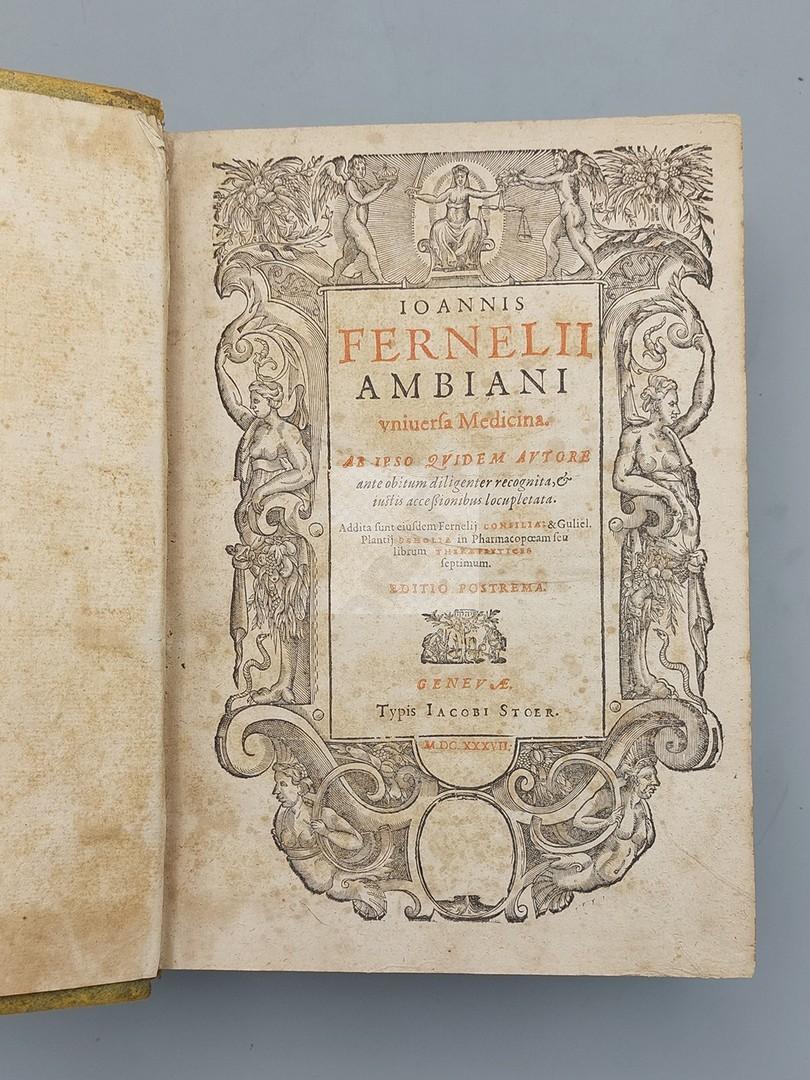 IOANNIS
FERNELII
AMBIANI
vniuerſa Medicina.
AB IPSO QVIDEM AVTORE
ante obitum diligenter recognita, &
iuſtis acceſsionibus locupletata.
Addita ſunt eiuſdem Fernelij CONSILIA: & Guliel.
Plantij SCHOLIA in Pharmacopœam ſeu
librum THERAPEVTICES
ſeptimum.
EDITIO POSTREMA.
GENEVÆ,
Typis IACOBI STOER.
M.DC.XXXVII.